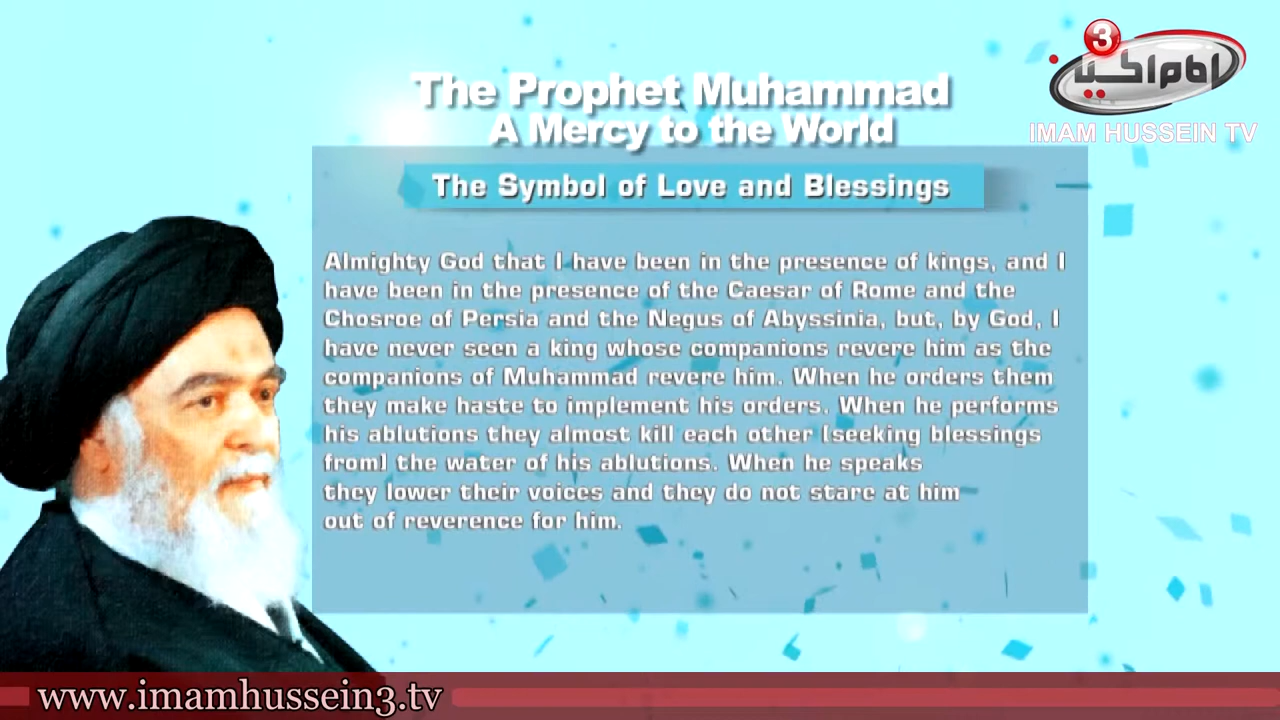 3
امام حسین
IMAM HUSSEIN TV
The Prophet Muhammad
A Mercy to the World
The Symbol of Love and Blessings
Almighty God that I have been in the presence of kings, and I
have been in the presence of the Caesar of Rome and the
Chosroe of Persia and the Negus of Abyssinia, but, by God, I
have never seen a king whose companions revere him as the
companions of Muhammad revere him. When he orders them
they make haste to implement his orders. When he performs
his ablutions they almost kill each other [seeking blessings
from] the water of his ablutions. When he speaks
they lower their voices and they do not stare at him
out of reverence for him.
www.imamhussein3.tv